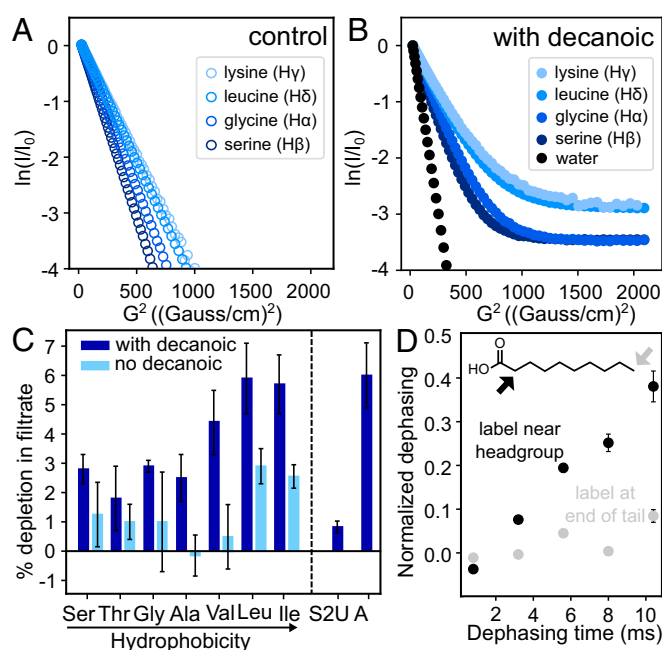 A
control
lysine (Hγ)
leucine (Hδ)
glycine (Hα)
serine (Hβ)
ln(I/I₀)
0
-1
-2
-3
-4
0 500 1000 1500 2000
G² ((Gauss/cm)²)
B
with decanoic
lysine (Hγ)
leucine (Hδ)
glycine (Hα)
serine (Hβ)
water
ln(I/I₀)
0
-1
-2
-3
-4
0 500 1000 1500 2000
G² ((Gauss/cm)²)
C
with decanoic
no decanoic
% depletion in filtrate
7
6
5
4
3
2
1
0
-1
Ser Thr Gly Ala Val Leu Ile S2U A
Hydrophobicity
D
O
HO
label near
headgroup
label at
end of tail
Normalized dephasing
0.5
0.4
0.3
0.2
0.1
0.0
2 4 6 8 10
Dephasing time (ms)